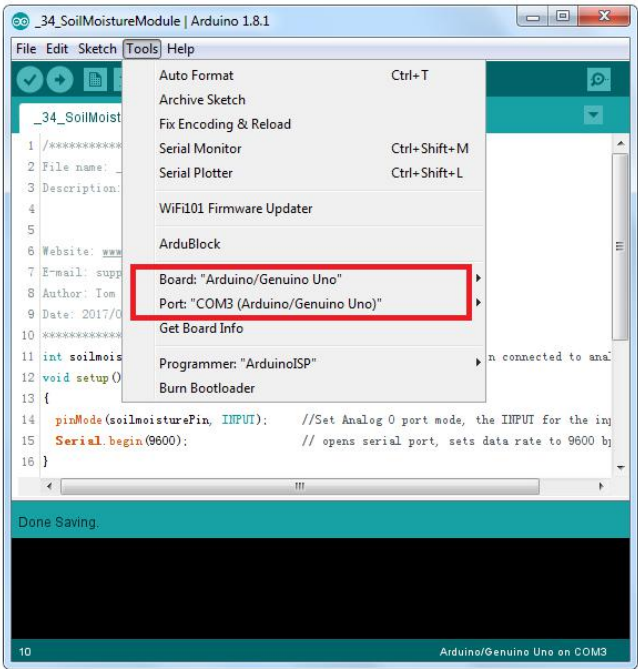 _34_SoilMoistureModule | Arduino 1.8.1
File Edit Sketch Tools Help
Auto Format Ctrl+T
Archive Sketch
_34_SoilMoist
Fix Encoding & Reload
1 /***********
Serial Monitor Ctrl+Shift+M
2 File name: _
Serial Plotter Ctrl+Shift+L
3 Description:
4
WiFi101 Firmware Updater
5
6 Website: www
ArduBlock
7 E-mail: supp
Board: "Arduino/Genuino Uno"
8 Author: Tom
Port: "COM3 (Arduino/Genuino Uno)"
9 Date: 2017/0
Get Board Info
10 ************
11 int soilmois n connected to anal
Programmer: "ArduinoISP"
12 void setup()
Burn Bootloader
13 {
14 pinMode(soilmoisturePin, INPUT); //Set Analog 0 port mode, the INPUT for the inp
15 Serial.begin(9600); // opens serial port, sets data rate to 9600 bp
16 }
Done Saving.
10 Arduino/Genuino Uno on COM3